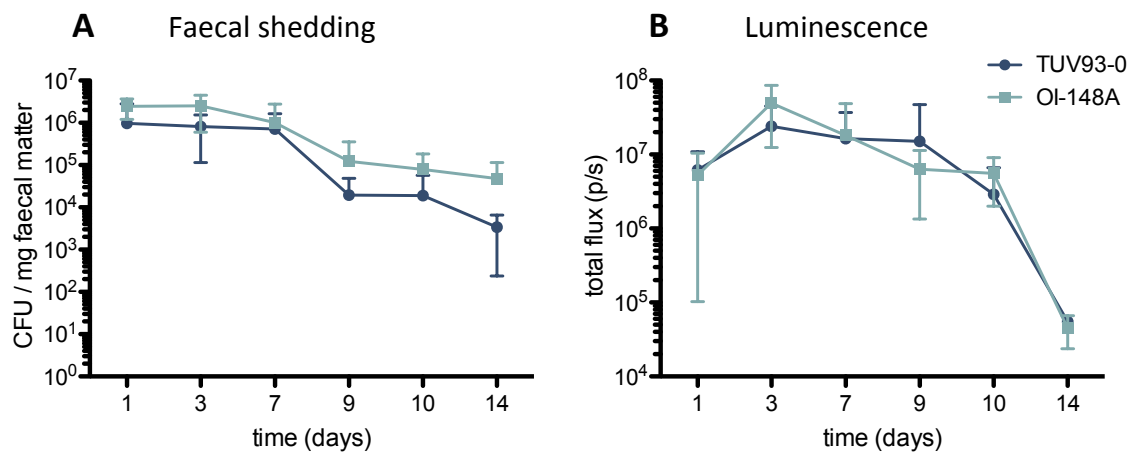 A Faecal shedding
CFU / mg faecal matter
10⁷
10⁶
10⁵
10⁴
10³
10²
10¹
10⁰
1 3 7 9 10 14
time (days)
B Luminescence
TUV93-0
OI-148A
total flux (p/s)
10⁸
10⁷
10⁶
10⁵
10⁴
1 3 7 9 10 14
time (days)